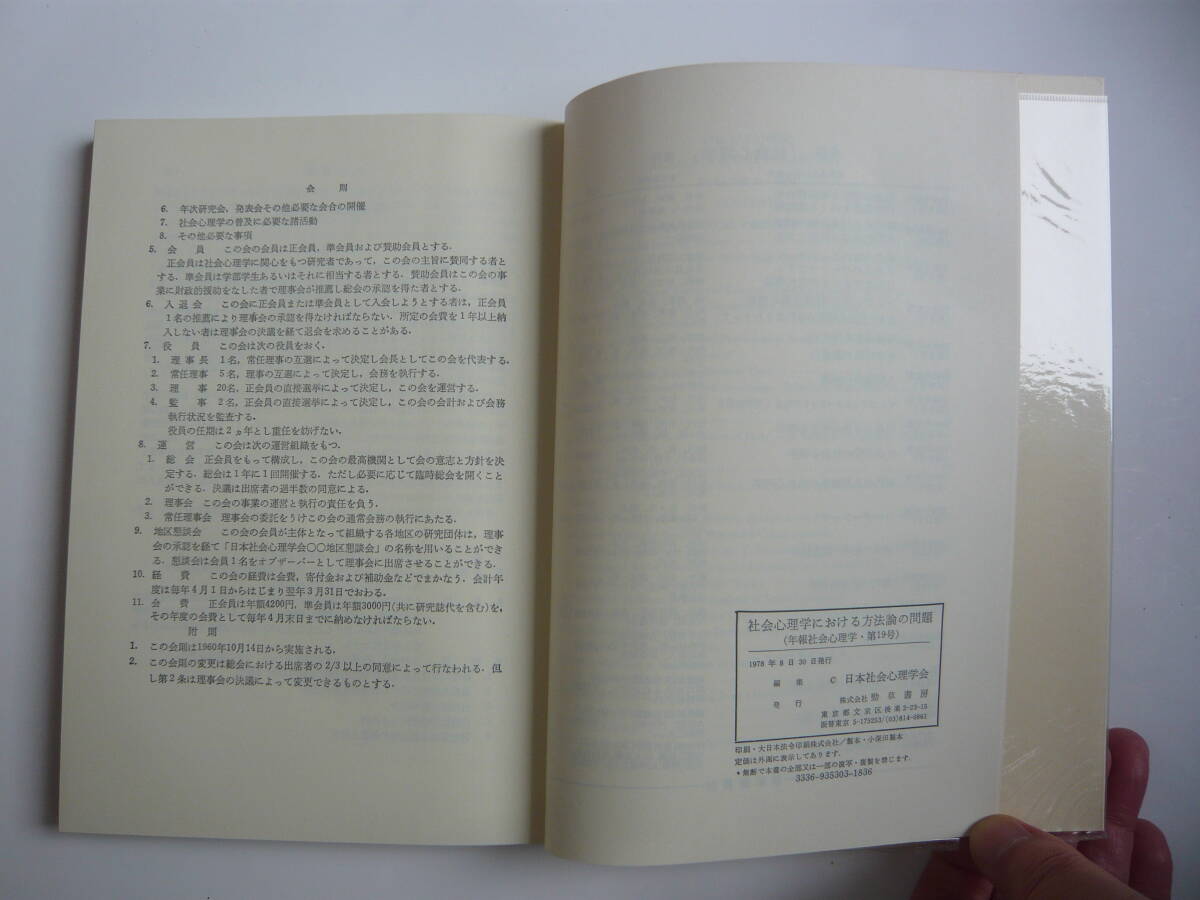 会　則
6. 年次研究会,発表会その他必要な会合の開催
7. 社会心理学の普及に必要な諸活動
8. その他必要な事項
5. 会　員　この会の会員は正会員,準会員および賛助会員とする.
正会員は社会心理学に関心をもつ研究者であって,この会の主旨に賛同する者と
する.準会員は学部学生あるいはそれに相当する者とする.賛助会員はこの会の事
業に財政的援助をなした者で理事会が推薦し総会の承認を得た者とする.
6. 入退会　この会に正会員または準会員として入会しようとする者は,正会員
1名の推薦により理事会の承認を得なければならない.所定の会費を1年以上納
入しない者は理事会の決議を経て退会を求めることがある.
7. 役　員　この会は次の役員をおく.
1. 理事長　1名,常任理事の互選によって決定し会長としてこの会を代表する.
2. 常任理事　5名,理事の互選によって決定し,会務を執行する.
3. 理　事　20名,正会員の直接選挙によって決定し,この会を運営する.
4. 監　事　2名,正会員の直接選挙によって決定し,この会の会計および会務
執行状況を監査する.
役員の任期は2ヵ年とし重任を妨げない.
8. 運　営　この会は次の運営組織をもつ.
1. 総　会　正会員をもって構成し,この会の最高機関として会の意志と方針を決
定する.総会は1年に1回開催する.ただし必要に応じて臨時総会を開くこと
ができる.決議は出席者の過半数の同意による.
2. 理事会　この会の事業の運営と執行の責任を負う.
3. 常任理事会　理事会の委託をうけこの会の通常会務の執行にあたる.
9. 地区懇談会　この会の会員が主体となって組織する各地区の研究団体は,理事
会の承認を経て「日本社会心理学会〇〇地区懇談会」の名称を用いることができ
る.懇談会は会員1名をオブザーバーとして理事会に出席させることができる.
10. 経　費　この会の経費は会費,寄付金および補助金などでまかなう.会計年
度は毎年4月1日からはじまり翌年3月31日でおわる.
11. 会　費　正会員は年額4200円,準会員は年額3000円(共に研究誌代を含む)を,
その年度の会費として毎年4月末日までに納めなければならない.
附　則
1. この会則は1960年10月14日から実施される.
2. この会則の変更は総会における出席者の2/3以上の同意によって行なわれる.但
し第2条は理事会の決議によって変更できるものとする.
社会心理学における方法論の問題
(年報社会心理学・第19号)
1978年8月30日発行
編　集　© 日本社会心理学会
発　行　株式会社 勁草書房
東京都文京区後楽2-23-15
振替東京 5-175253/(03)814-6861
印刷・大日本法令印刷株式会社/製本・小保田製本
定価は外函に表示してあります.
*無断で本書の全部又は一部の複写・複製を禁じます.
3336-935303-1836